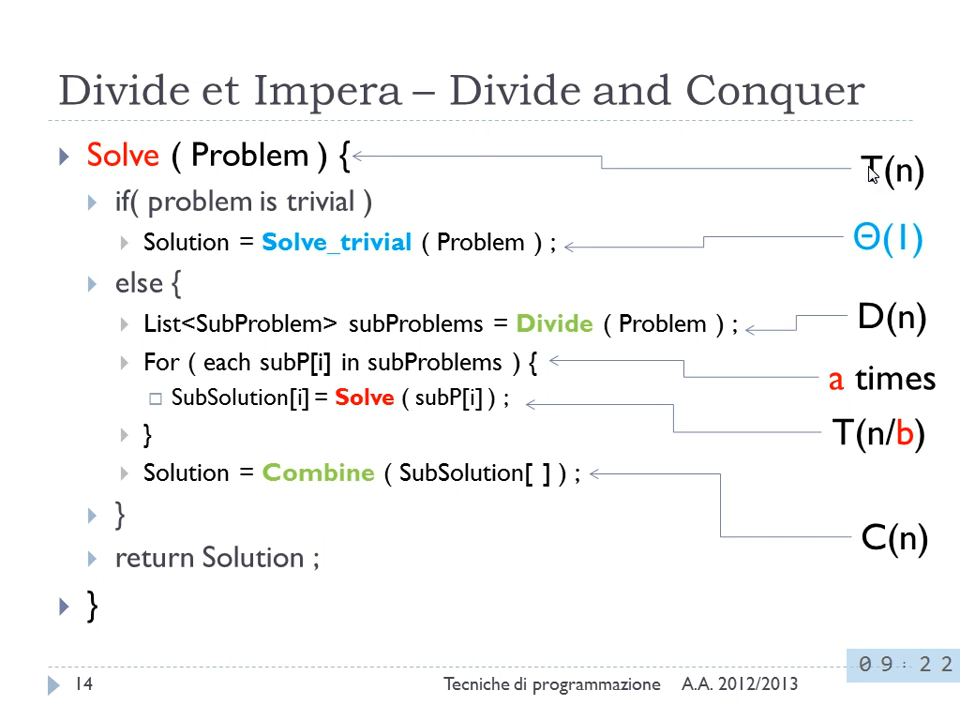 Divide et Impera – Divide and Conquer
Solve ( Problem ) {
T(n)
if( problem is trivial )
Solution = Solve_trivial ( Problem ) ;
Θ(1)
else {
List<SubProblem> subProblems = Divide ( Problem ) ;
D(n)
For ( each subP[i] in subProblems ) {
a times
SubSolution[i] = Solve ( subP[i] ) ;
T(n/b)
}
Solution = Combine ( SubSolution[ ] ) ;
C(n)
}
return Solution ;
}
14
Tecniche di programmazione A.A. 2012/2013
09:22